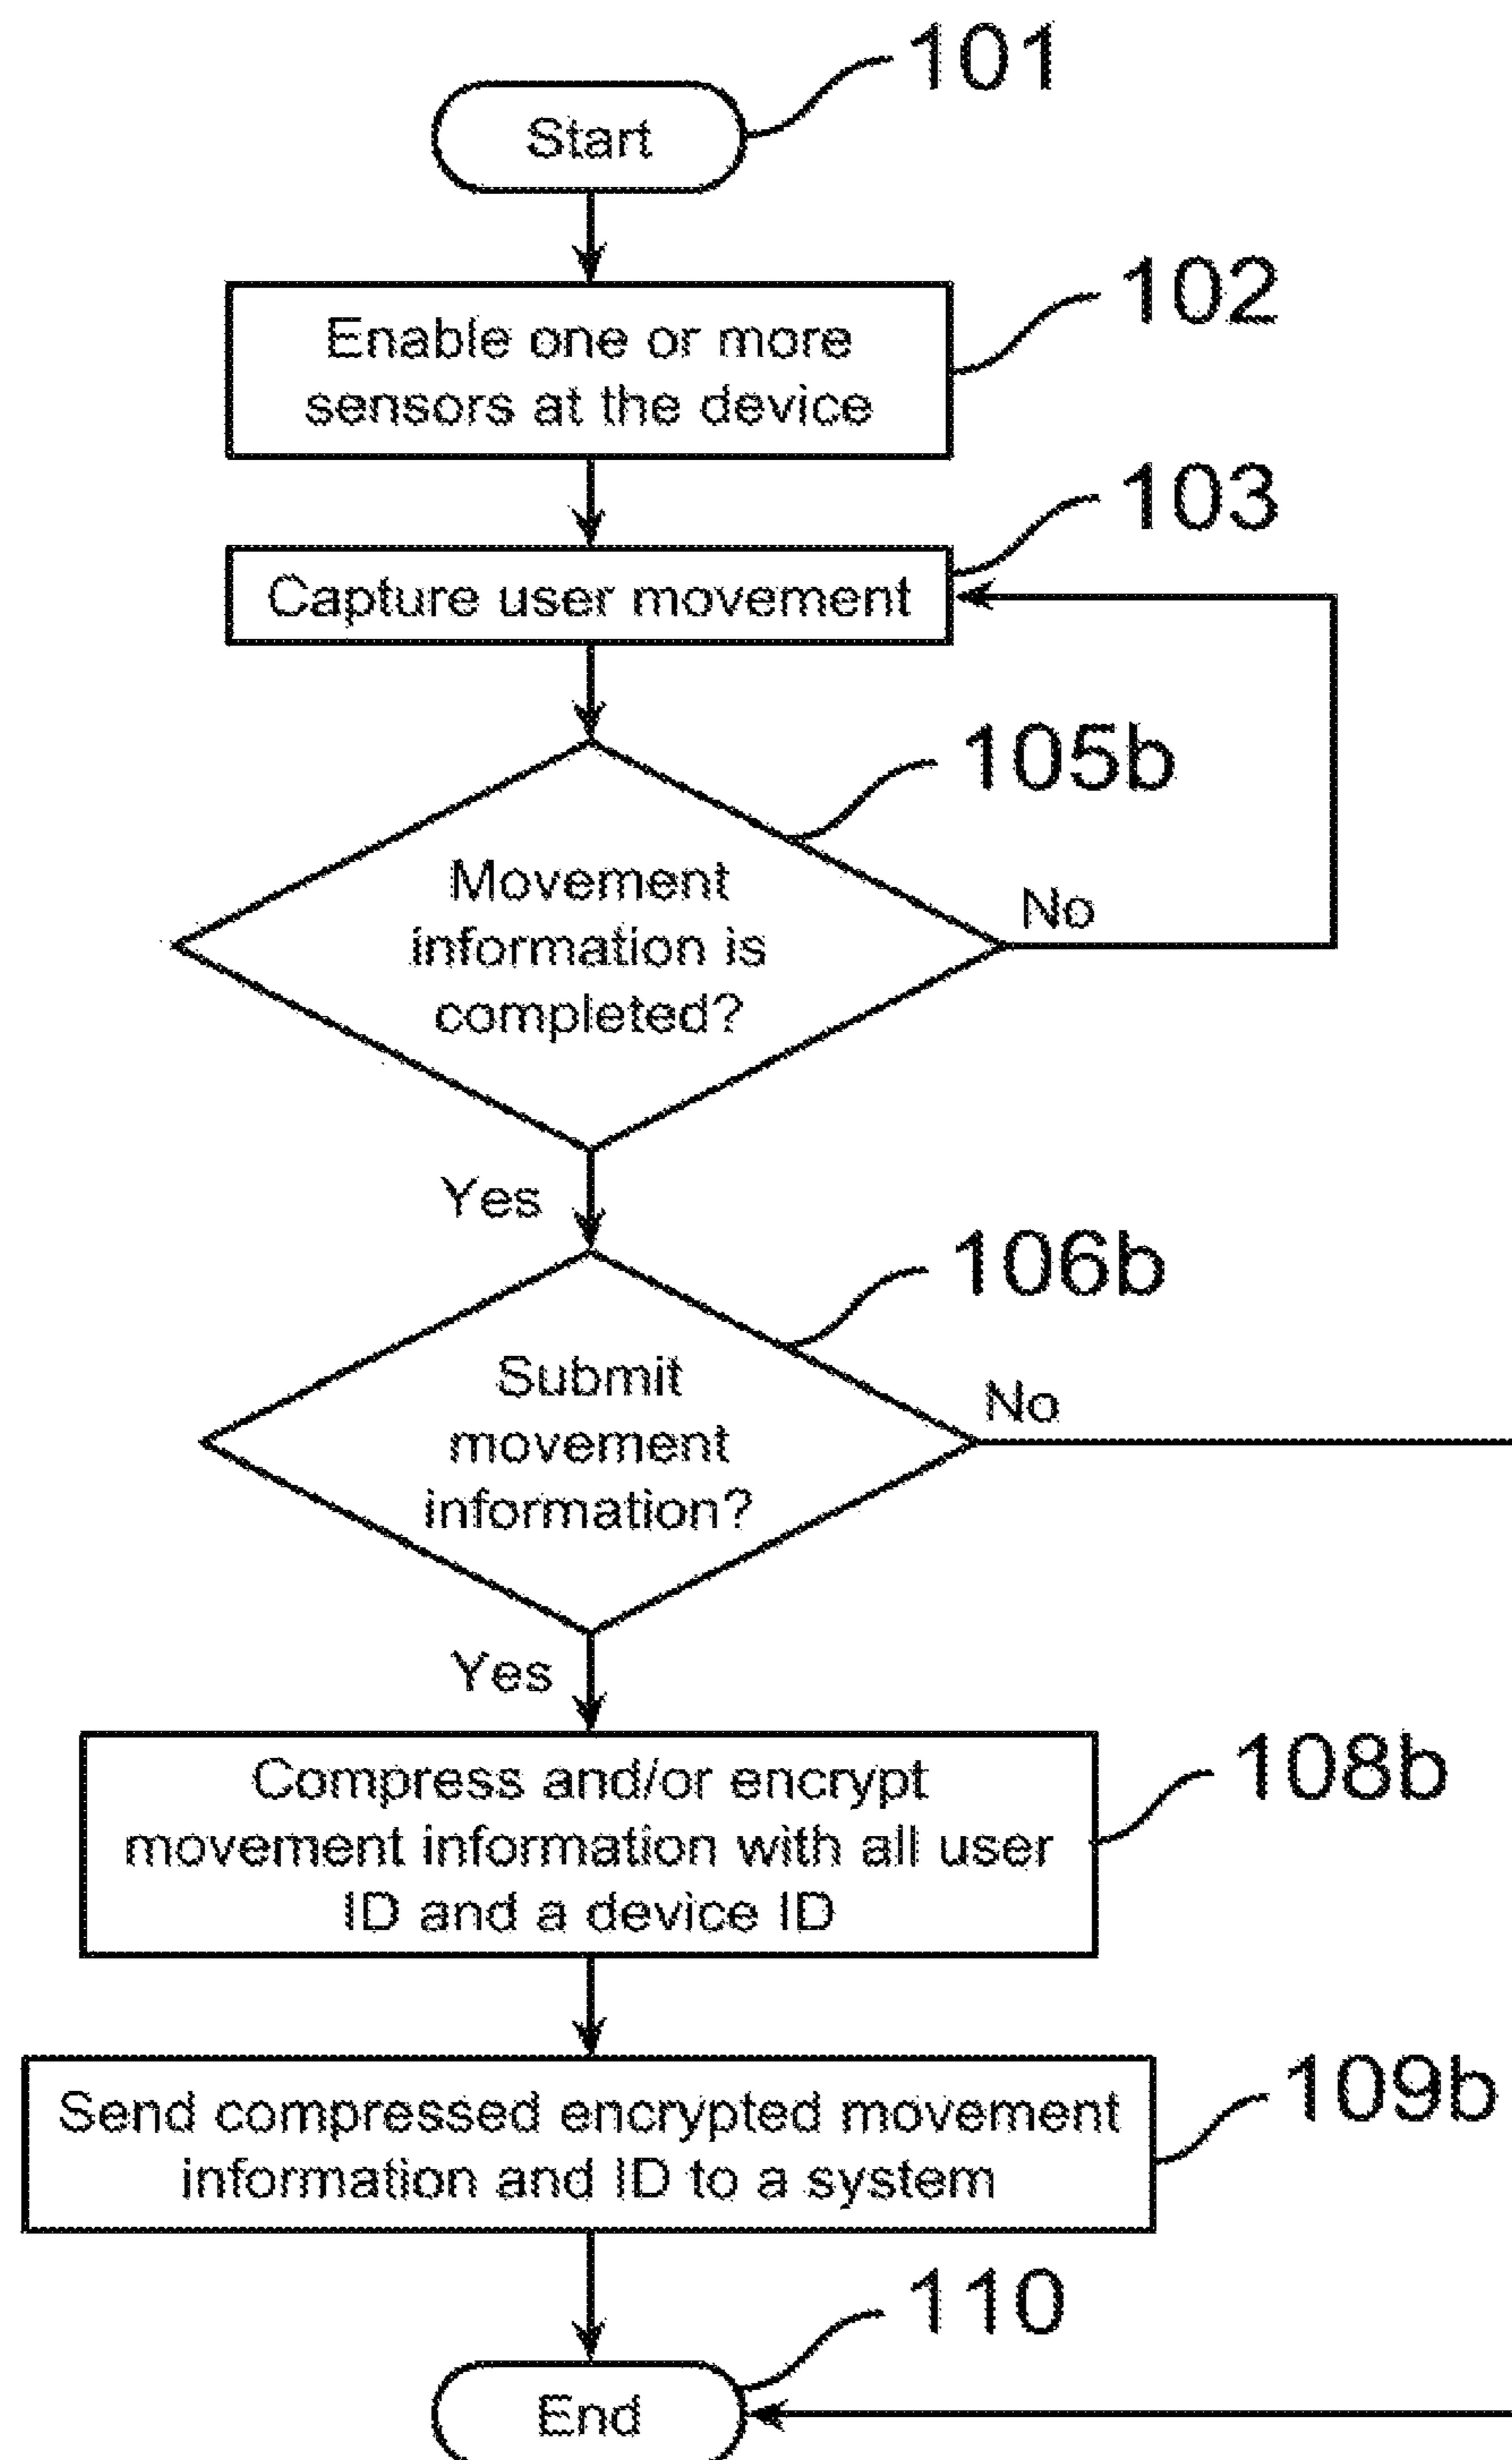 101
Start
102
Enable one or more
sensors at the device
103
Capture user movement
105b
Movement
information is
completed?
No
Yes
106b
Submit
movement
information?
No
Yes
108b
Compress and/or encrypt
movement information with all user
ID and a device ID
109b
Send compressed encrypted movement
information and ID to a system
110
End